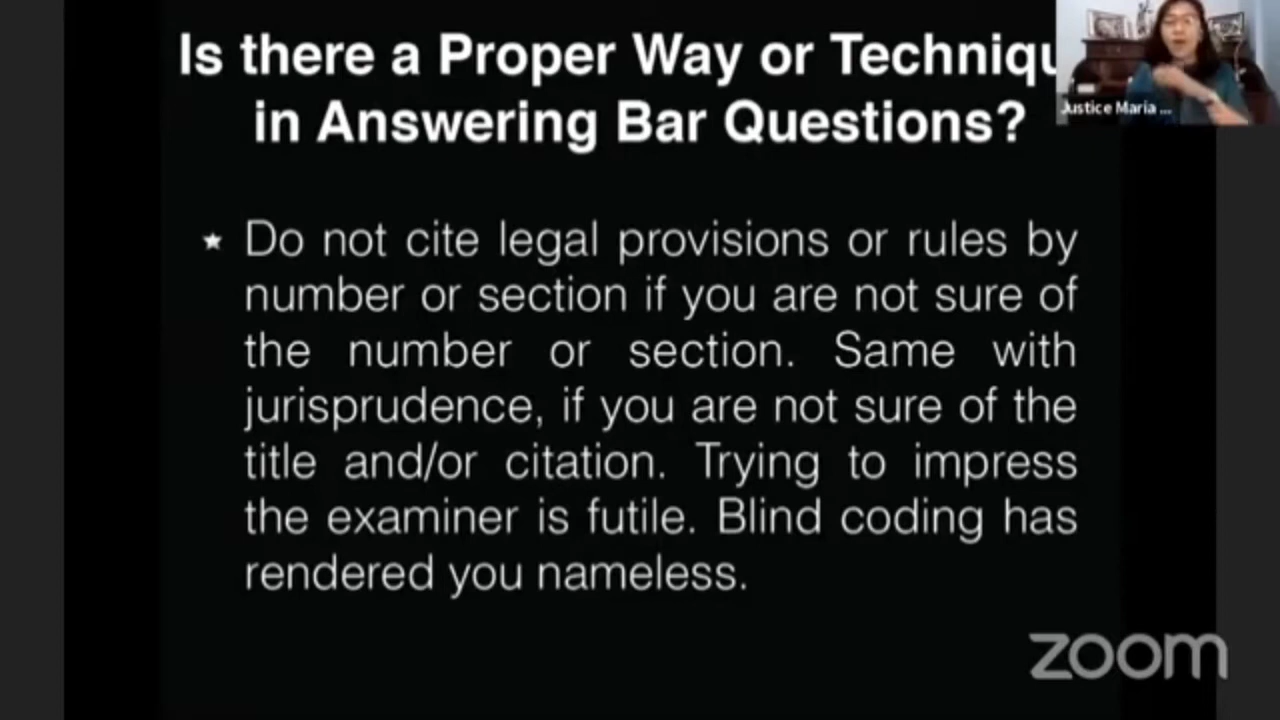 Is there a Proper Way or Techniqu
in Answering Bar Questions?
Justice Maria ...
★ Do not cite legal provisions or rules by
number or section if you are not sure of
the number or section. Same with
jurisprudence, if you are not sure of the
title and/or citation. Trying to impress
the examiner is futile. Blind coding has
rendered you nameless.
zoom